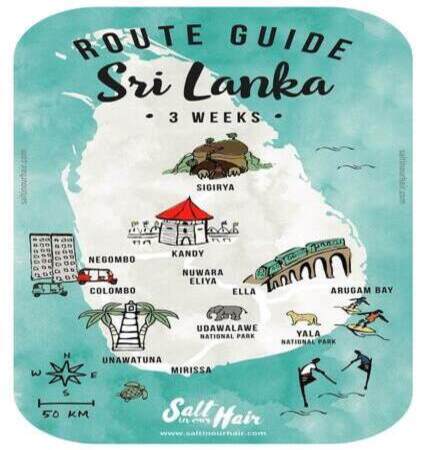 ROUTE GUIDE
Sri Lanka
• 3 WEEKS •
saltinourhair.com
saltinourhair.com
SIGIRYA
KANDY
NEGOMBO
NUWARA
ELIYA
COLOMBO
ELLA
ARUGAM BAY
UDAWALAWE
NATIONAL PARK
YALA
NATIONAL PARK
UNAWATUNA
MIRISSA
N
W
E
S
50 KM
Salt
in our
Hair
www.saltinourhair.com